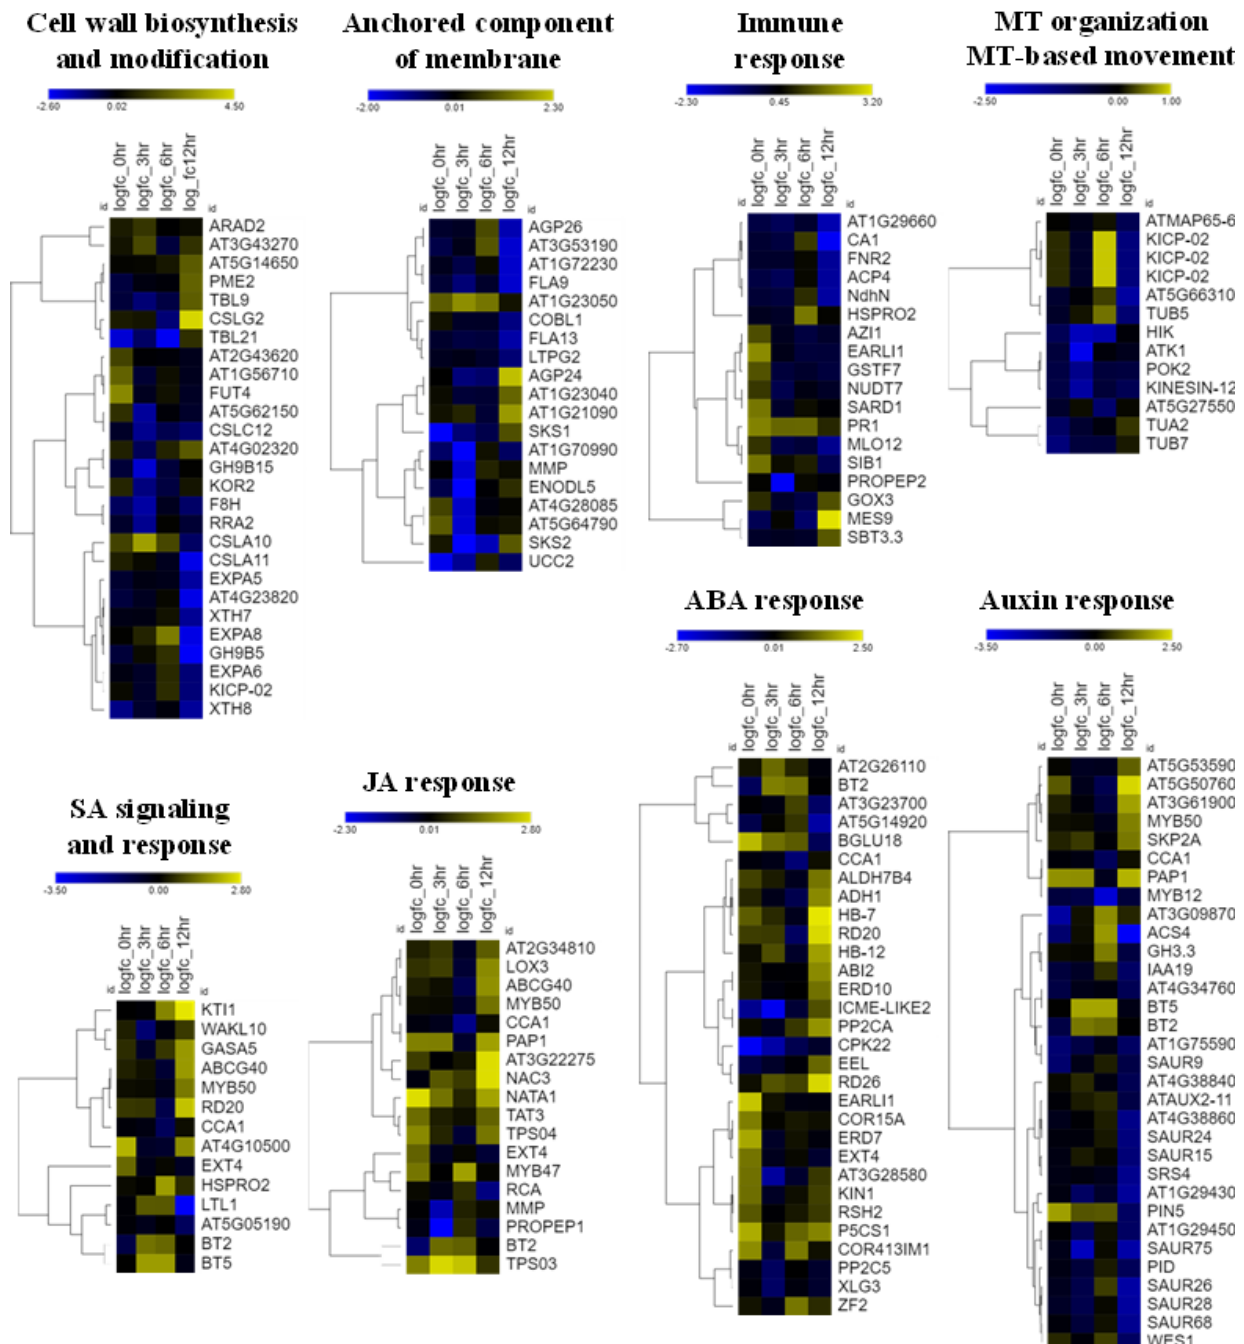 Cell wall biosynthesis
and modification
-2.60 0.02 4.50
logfc_0hr
logfc_3hr
logfc_6hr
log_fc12hr
id
id
ARAD2
AT3G43270
AT5G14650
PME2
TBL9
CSLG2
TBL21
AT2G43620
AT1G56710
FUT4
AT5G62150
CSLC12
AT4G02320
GH9B15
KOR2
F8H
RRA2
CSLA10
CSLA11
EXPA5
AT4G23820
XTH7
EXPA8
GH9B5
EXPA6
KICP-02
XTH8
Anchored component
of membrane
-2.00 0.01 2.30
logfc_0hr
logfc_3hr
logfc_6hr
logfc_12hr
id
id
AGP26
AT3G53190
AT1G72230
FLA9
AT1G23050
COBL1
FLA13
LTPG2
AGP24
AT1G23040
AT1G21090
SKS1
AT1G70990
MMP
ENODL5
AT4G28085
AT5G64790
SKS2
UCC2
Immune
response
-2.30 0.45 3.20
logfc_0hr
logfc_3hr
logfc_6hr
logfc_12hr
id
id
AT1G29660
CA1
FNR2
ACP4
NdhN
HSPRO2
AZI1
EARLI1
GSTF7
NUDT7
SARD1
PR1
MLO12
SIB1
PROPEP2
GOX3
MES9
SBT3.3
MT organization
MT-based movement
-2.50 0.00 1.00
logfc_0hr
logfc_3hr
logfc_6hr
logfc_12hr
id
id
ATMAP65-6
KICP-02
KICP-02
KICP-02
AT5G66310
TUB5
HIK
ATK1
POK2
KINESIN-12
AT5G27550
TUA2
TUB7
SA signaling
and response
-3.50 0.00 2.80
logfc_0hr
logfc_3hr
logfc_6hr
logfc_12hr
id
id
KTI1
WAKL10
GASA5
ABCG40
MYB50
RD20
CCA1
AT4G10500
EXT4
HSPRO2
LTL1
AT5G05190
BT2
BT5
JA response
-2.30 0.01 2.80
logfc_0hr
logfc_3hr
logfc_6hr
logfc_12hr
id
id
AT2G34810
LOX3
ABCG40
MYB50
CCA1
PAP1
AT3G22275
NAC3
NATA1
TAT3
TPS04
EXT4
MYB47
RCA
MMP
PROPEP1
BT2
TPS03
ABA response
-2.70 0.01 2.50
logfc_0hr
logfc_3hr
logfc_6hr
logfc_12hr
id
id
AT2G26110
BT2
AT3G23700
AT5G14920
BGLU18
CCA1
ALDH7B4
ADH1
HB-7
RD20
HB-12
ABI2
ERD10
ICME-LIKE2
PP2CA
CPK22
EEL
RD26
EARLI1
COR15A
ERD7
EXT4
AT3G28580
KIN1
RSH2
P5CS1
COR413IM1
PP2C5
XLG3
ZF2
Auxin response
-3.50 0.01 2.50
logfc_0hr
logfc_3hr
logfc_6hr
logfc_12hr
id
id
AT5G53590
AT5G50760
AT3G61900
MYB50
SKP2A
CCA1
PAP1
MYB12
AT3G09870
ACS4
GH3.3
IAA19
AT4G34760
BT5
BT2
AT1G75590
SAUR9
AT4G38840
ATAUX2-11
AT4G38860
SAUR24
SAUR15
SRS4
AT1G29430
PIN5
AT1G29450
SAUR75
PID
SAUR26
SAUR28
SAUR68
WES1